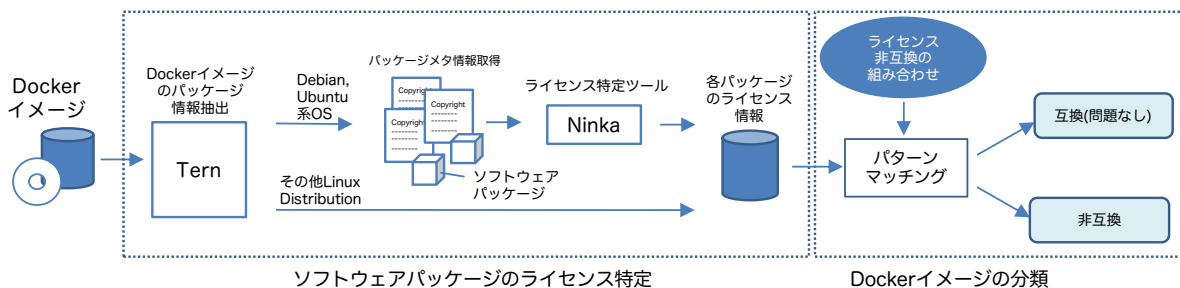 Docker
イメージ
Dockerイメージ
のパッケージ
情報抽出
Tern
Debian,
Ubuntu
系OS
その他Linux
Distribution
パッケージメタ情報取得
Copyright
Copyright
Copyright
ソフトウェア
パッケージ
ライセンス特定ツール
Ninka
各パッケージ
のライセンス
情報
ソフトウェアパッケージのライセンス特定
ライセンス
非互換の
組み合わせ
パターン
マッチング
互換(問題なし)
非互換
Dockerイメージの分類